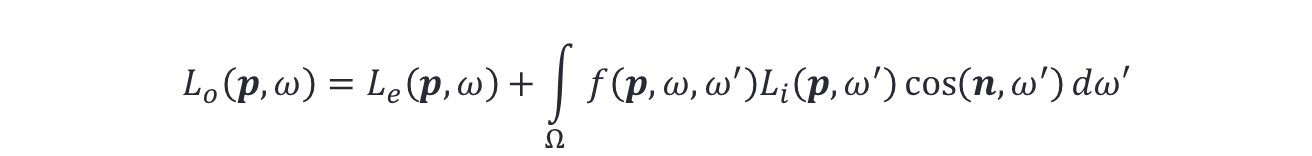 L_o(𝒑, ω) = L_e(𝒑, ω) + ∫_Ω f(𝒑, ω, ω′)L_i(𝒑, ω′) cos(𝒏, ω′) dω′